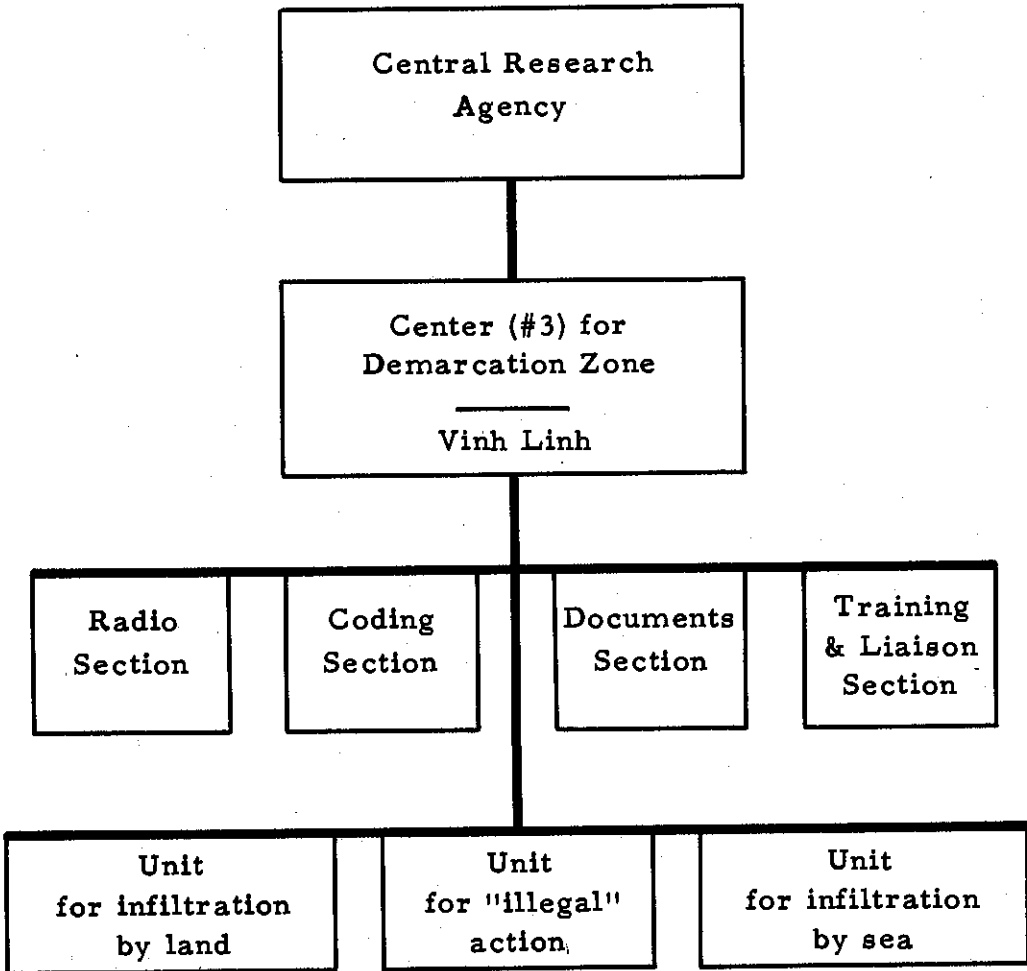 Central Research
Agency
Center (#3) for
Demarcation Zone
Vinh Linh
Radio
Section
Coding
Section
Documents
Section
Training
& Liaison
Section
Unit
for infiltration
by land
Unit
for "illegal"
action
Unit
for infiltration
by sea